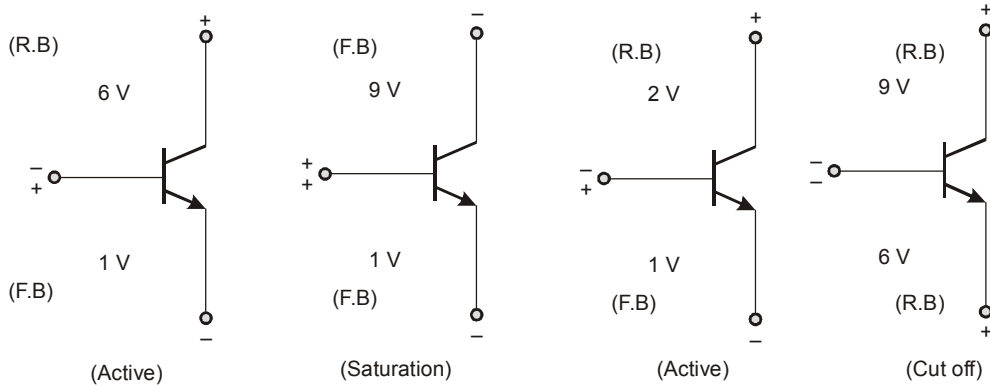 + − + +
(R.B) (F.B) (R.B) (R.B)
6 V 9 V 2 V 9 V
− + − −
+ + + −
1 V 1 V 1 V 6 V
(F.B) (F.B) (F.B) (R.B)
− − − +
(Active) (Saturation) (Active) (Cut off)